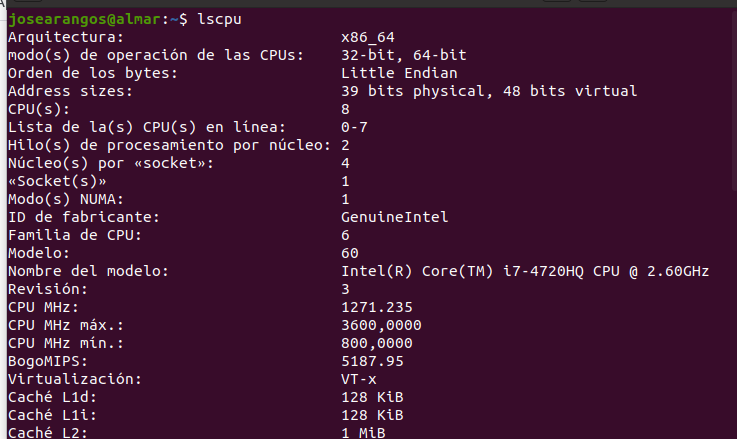 josearangos@almar:~$ lscpu
Arquitectura: x86_64
modo(s) de operación de las CPUs: 32-bit, 64-bit
Orden de los bytes: Little Endian
Address sizes: 39 bits physical, 48 bits virtual
CPU(s): 8
Lista de la(s) CPU(s) en línea: 0-7
Hilo(s) de procesamiento por núcleo: 2
Núcleo(s) por «socket»: 4
«Socket(s)» 1
Modo(s) NUMA: 1
ID de fabricante: GenuineIntel
Familia de CPU: 6
Modelo: 60
Nombre del modelo: Intel(R) Core(TM) i7-4720HQ CPU @ 2.60GHz
Revisión: 3
CPU MHz: 1271.235
CPU MHz máx.: 3600,0000
CPU MHz mín.: 800,0000
BogoMIPS: 5187.95
Virtualización: VT-x
Caché L1d: 128 KiB
Caché L1i: 128 KiB
Caché L2: 1 MiB